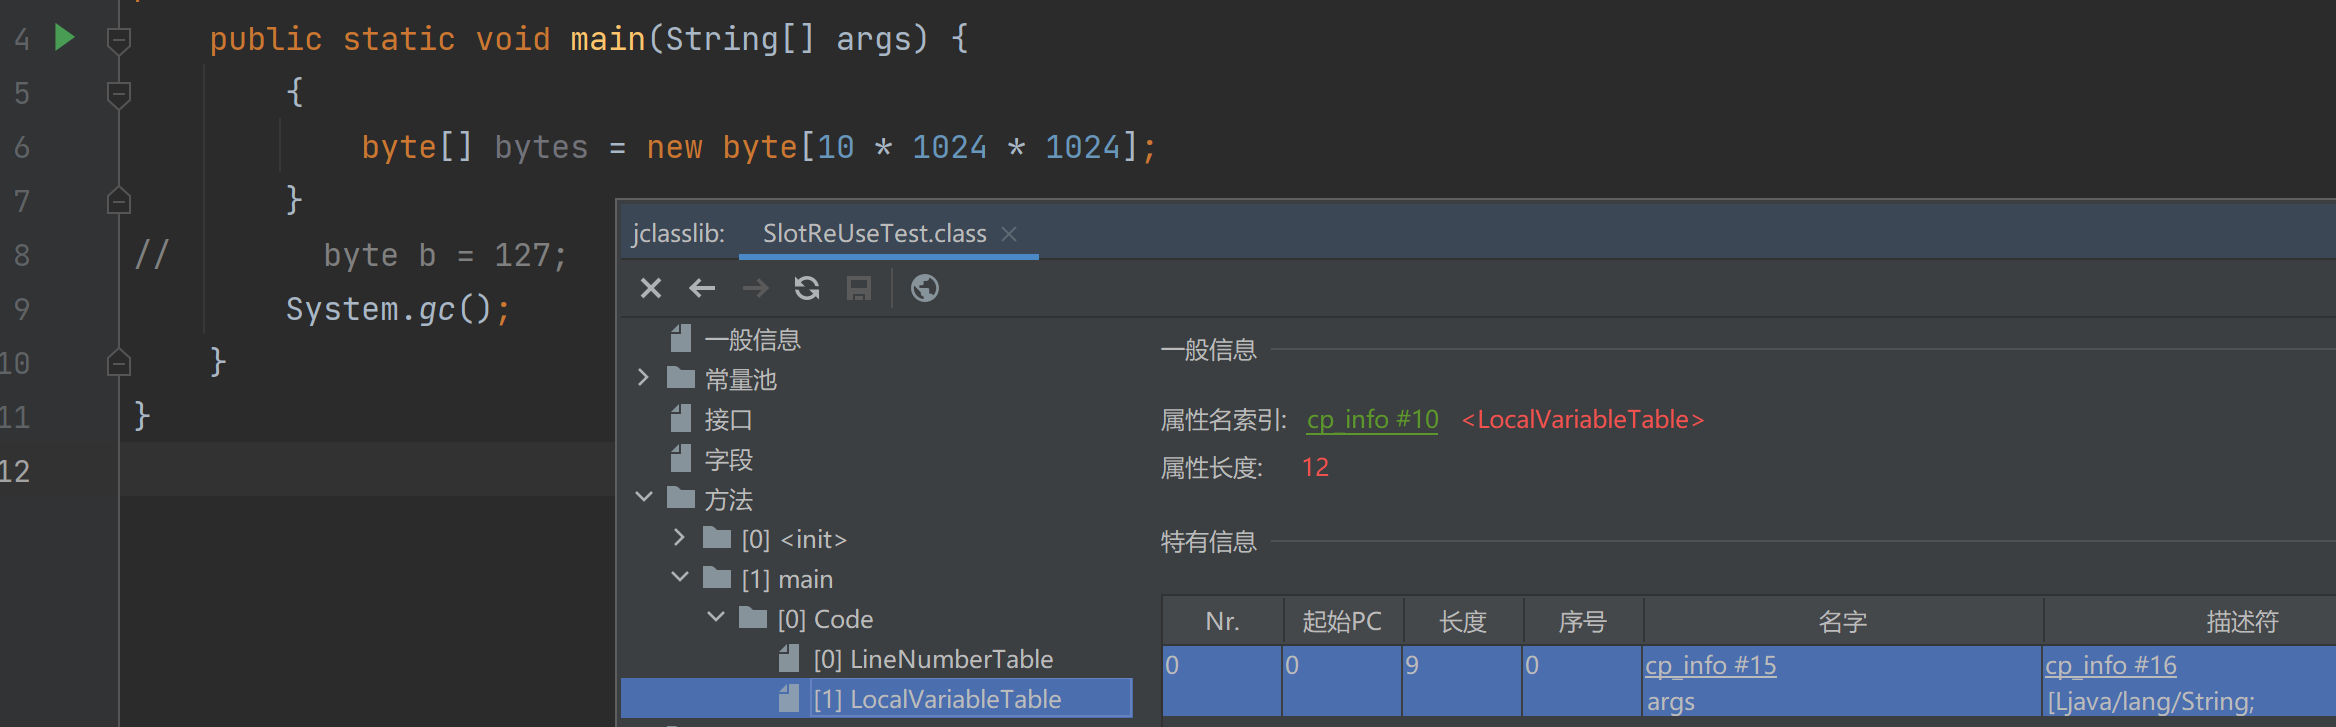 4 public static void main(String[] args) {
5 {
6 byte[] bytes = new byte[10 * 1024 * 1024];
7 }
8 // byte b = 127;
9 System.gc();
10 }
11 }
12
jclasslib: SlotReUseTest.class
一般信息
常量池
接口
字段
方法
[0] <init>
[1] main
[0] Code
[0] LineNumberTable
[1] LocalVariableTable
一般信息
属性名索引: cp_info #10 <LocalVariableTable>
属性长度: 12
特有信息
Nr. 起始PC 长度 序号 名字 描述符
0 0 9 0 cp_info #15 cp_info #16
args [Ljava/lang/String;